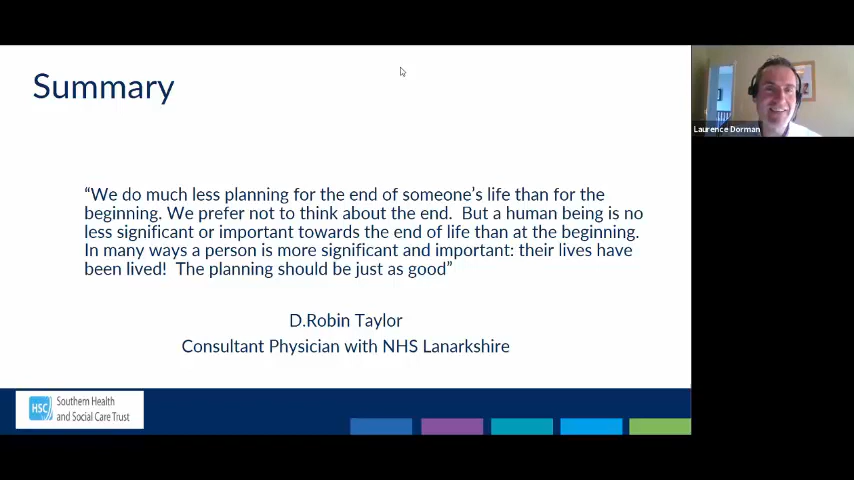 Summary
“We do much less planning for the end of someone’s life than for the
beginning. We prefer not to think about the end.  But a human being is no
less significant or important towards the end of life than at the beginning.
In many ways a person is more significant and important: their lives have
been lived!  The planning should be just as good”
D.Robin Taylor
Consultant Physician with NHS Lanarkshire
HSC Southern Health
and Social Care Trust
Laurence Dorman